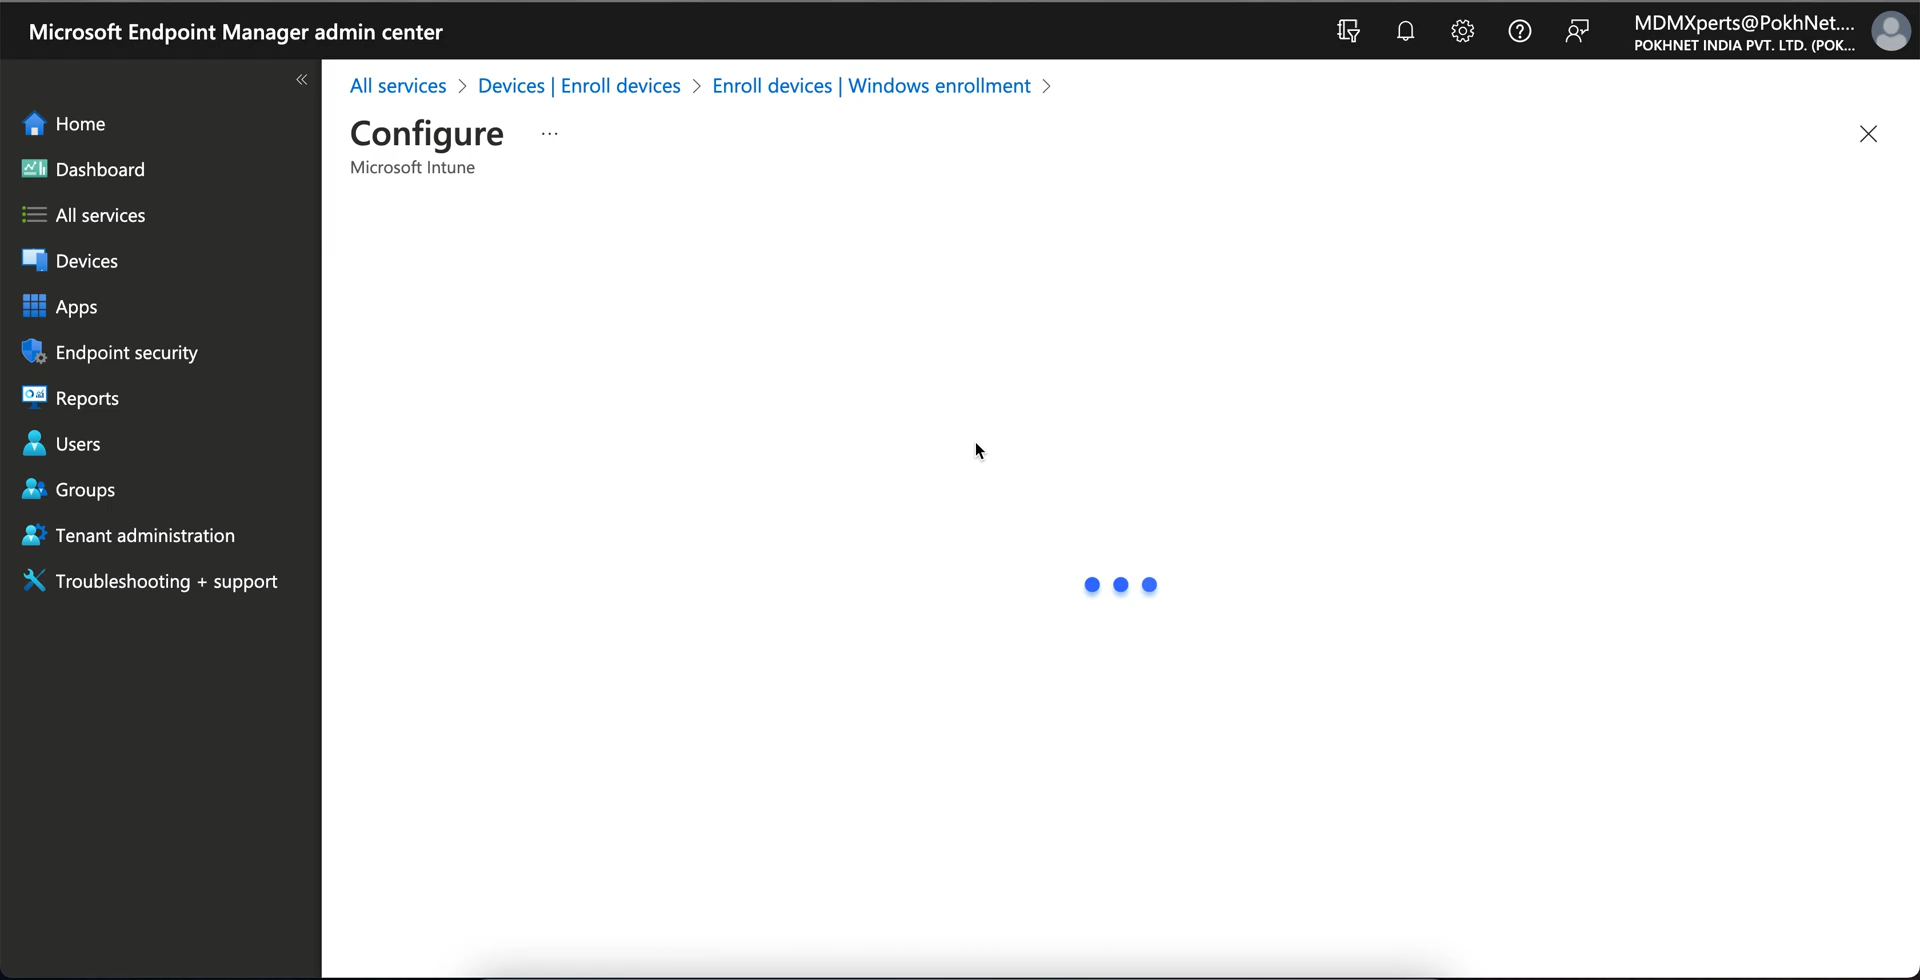 Microsoft Endpoint Manager admin center
MDMXperts@PokhNet....
POKHNET INDIA PVT. LTD. (POK...
All services > Devices | Enroll devices > Enroll devices | Windows enrollment >
Configure ...
Microsoft Intune
Home
Dashboard
All services
Devices
Apps
Endpoint security
Reports
Users
Groups
Tenant administration
Troubleshooting + support